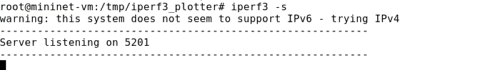 root@mininet-vm:/tmp/iperf3_plotter# iperf3 -s
warning: this system does not seem to support IPv6 - trying IPv4
-----------------------------------------------------------
Server listening on 5201
-----------------------------------------------------------